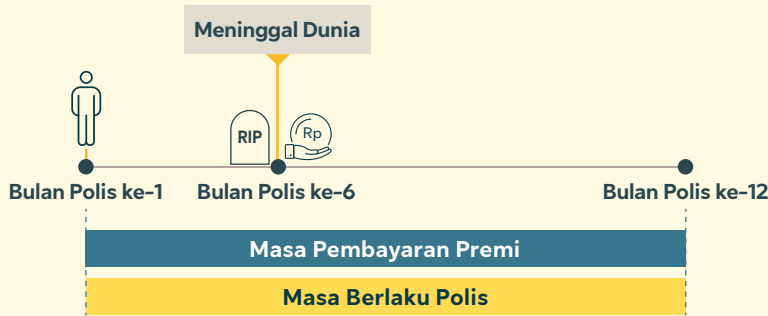 Meninggal Dunia
RIP
Rp
Bulan Polis ke-1
Bulan Polis ke-6
Bulan Polis ke-12
Masa Pembayaran Premi
Masa Berlaku Polis